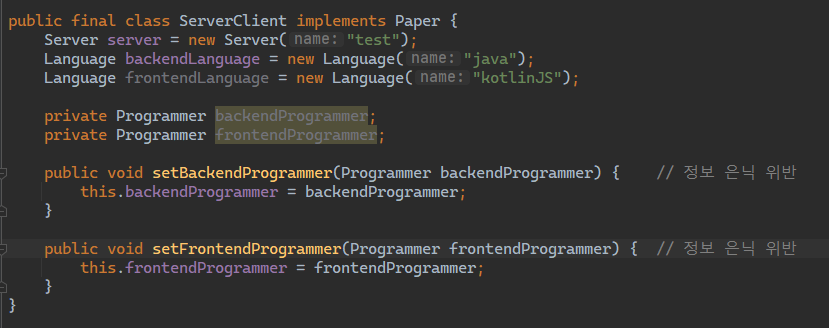 public final class ServerClient implements Paper {
    Server server = new Server( name: "test");
    Language backendLanguage = new Language( name: "java");
    Language frontendLanguage = new Language( name: "kotlinJS");
    private Programmer backendProgrammer;
    private Programmer frontendProgrammer;
    public void setBackendProgrammer(Programmer backendProgrammer) {    // 정보 은닉 위반
        this.backendProgrammer = backendProgrammer;
    }
    public void setFrontendProgrammer(Programmer frontendProgrammer) {  // 정보 은닉 위반
        this.frontendProgrammer = frontendProgrammer;
    }
}